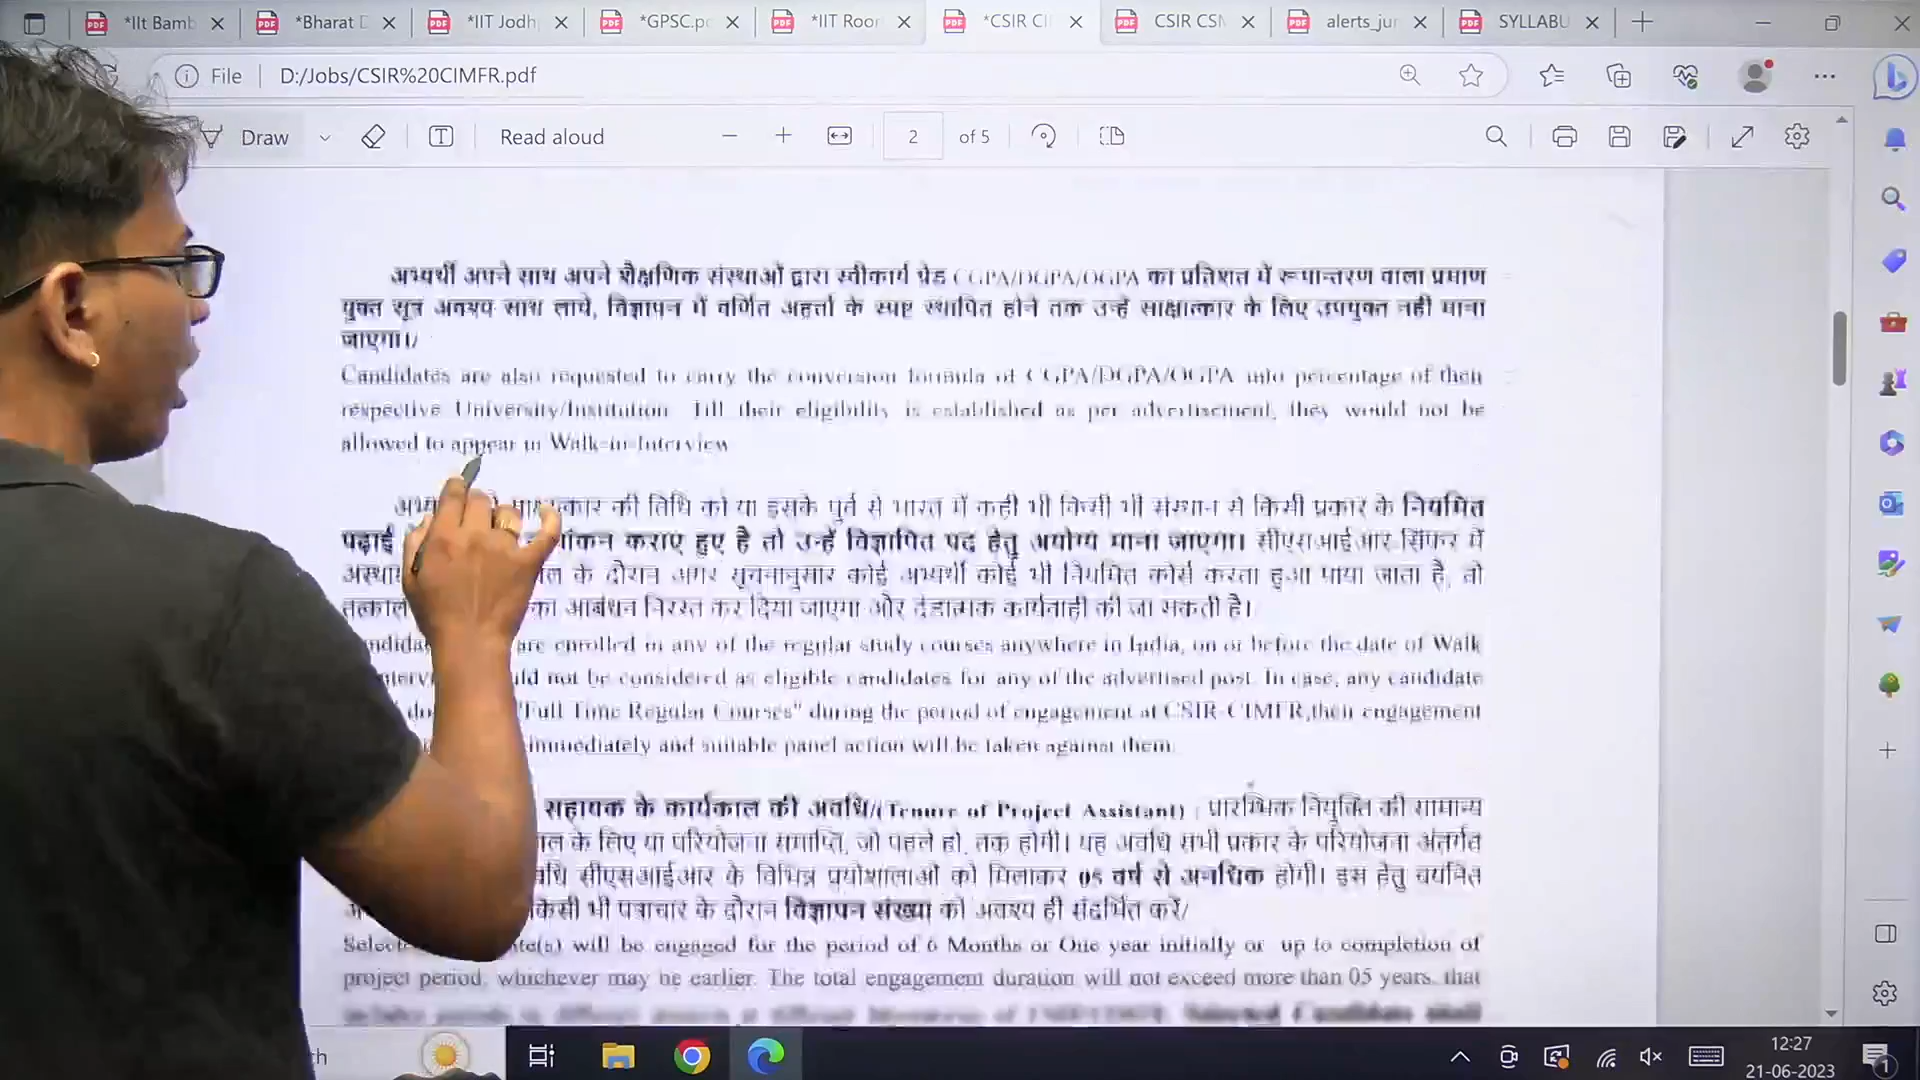 *IIt Bamb
*Bharat D
*IIT Jodh
*GPSC.pd
*IIT Roor
*CSIR CI
CSIR CSM
alerts_jun
SYLLABU
File D:/Jobs/CSIR%20CIMFR.pdf
Draw Read aloud 2 of 5
अभ्यर्थी अपने साथ अपने शैक्षणिक संस्थाओं द्वारा स्वीकार्य ग्रेड CGPA/DGPA/OGPA का प्रतिशत में रूपान्तरण वाला प्रमाण
युक्त सूत्र अवश्य साथ लाये, विज्ञापन में वर्णित अहर्त्ता के स्पष्ट स्थापित होने तक उन्हें साक्षात्कार के लिए उपयुक्त नहीं माना
जाएगा।/
Candidates are also requested to carry the conversion formula of CGPA/DGPA/OGPA into percentage of their
respective University/Institution. Till their eligibility is established as per advertisement, they would not be
allowed to appear in Walk-in-Interview
की तिथि को या इसके पूर्व से भारत में कही भी किसी भी संस्थान से किसी प्रकार के नियमित
पढ़ाई कराए हुए है तो उन्हें विज्ञापित पद हेतु अयोग्य माना जाएगा। सीएसआईआर सिंफर में
के दौरान अगर सूचनानुसार कोई अभ्यर्थी कोई भी नियमित कोर्स करता हुआ पाया जाता है, तो
तत्काल का आबंधन निरस्त कर दिया जाएगा और दंडात्मक कार्यवाही की जा सकती है।
are enrolled in any of the regular study courses anywhere in India, on or before the date of Walk
not be considered as eligible candidates for any of the advertised post. In case, any candidate
"Full Time Regular Courses" during the period of engagement at CSIR-CIMFR,their engagement
immediately and suitable panel action will be taken against them.
सहायक के कार्यकाल की अवधि/(Tenure of Project Assistant) : प्रारम्भिक नियुक्ति की सामान्य
के लिए या परियोजना समाप्ति, जो पहले हो, तक होगी। यह अवधि सभी प्रकार के परियोजना अंतर्गत
सीएसआईआर के विभिन्न प्रयोशालाओं को मिलाकर 05 वर्ष से अनधिक होगी। इस हेतु चयनित
किसी भी पत्राचार के दौरान विज्ञापन संख्या को अवश्य ही संदर्भित करें/
will be engaged for the period of 6 Months or One year initially or up to completion of
project period, whichever may be earlier. The total engagement duration will not exceed more than 05 years, that
12:27
21-06-2023
1